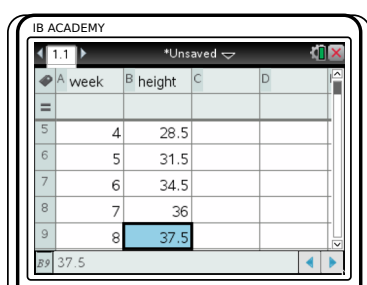 IB ACADEMY
1.1 *Unsaved
A week B height C D
=
5 4 28.5
6 5 31.5
7 6 34.5
8 7 36
9 8 37.5
B9 37.5